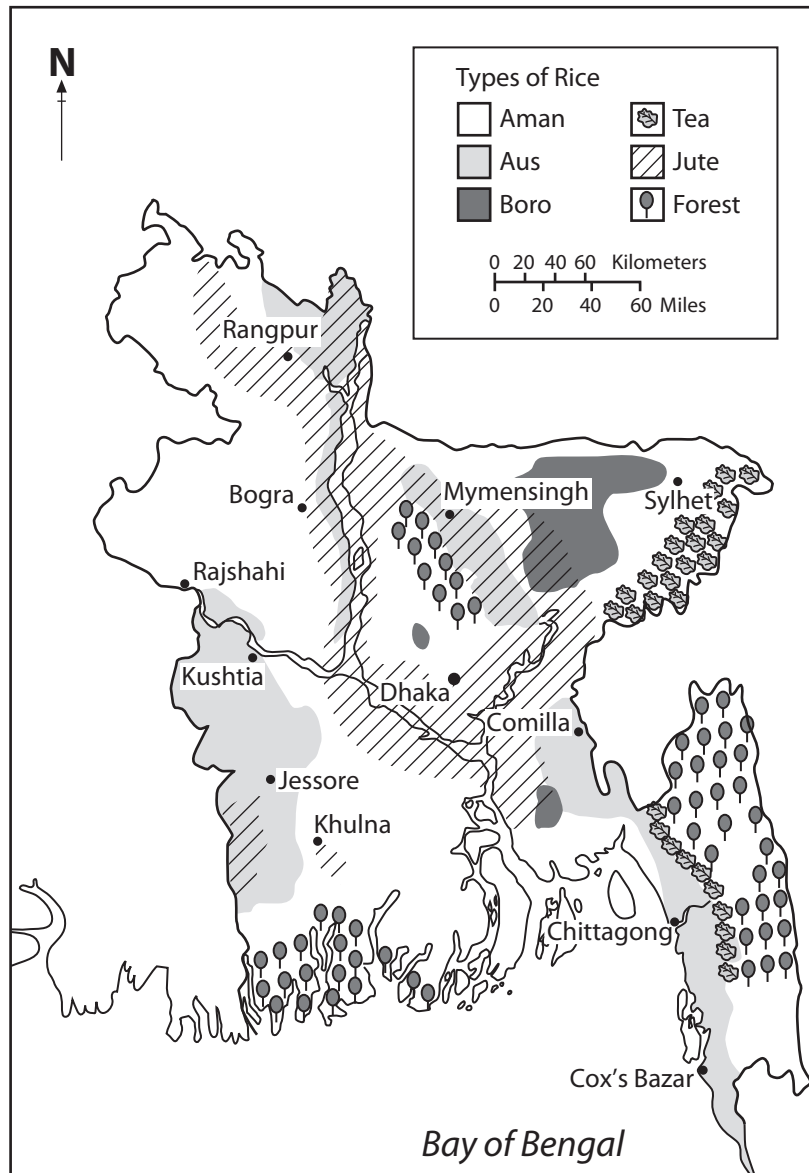 N
Types of Rice
Aman
Tea
Aus
Jute
Boro
Forest
0 20 40 60 Kilometers
0 20 40 60 Miles
Rangpur
Bogra
Mymensingh
Sylhet
Rajshahi
Kushtia
Dhaka
Comilla
Jessore
Khulna
Chittagong
Cox's Bazar
Bay of Bengal